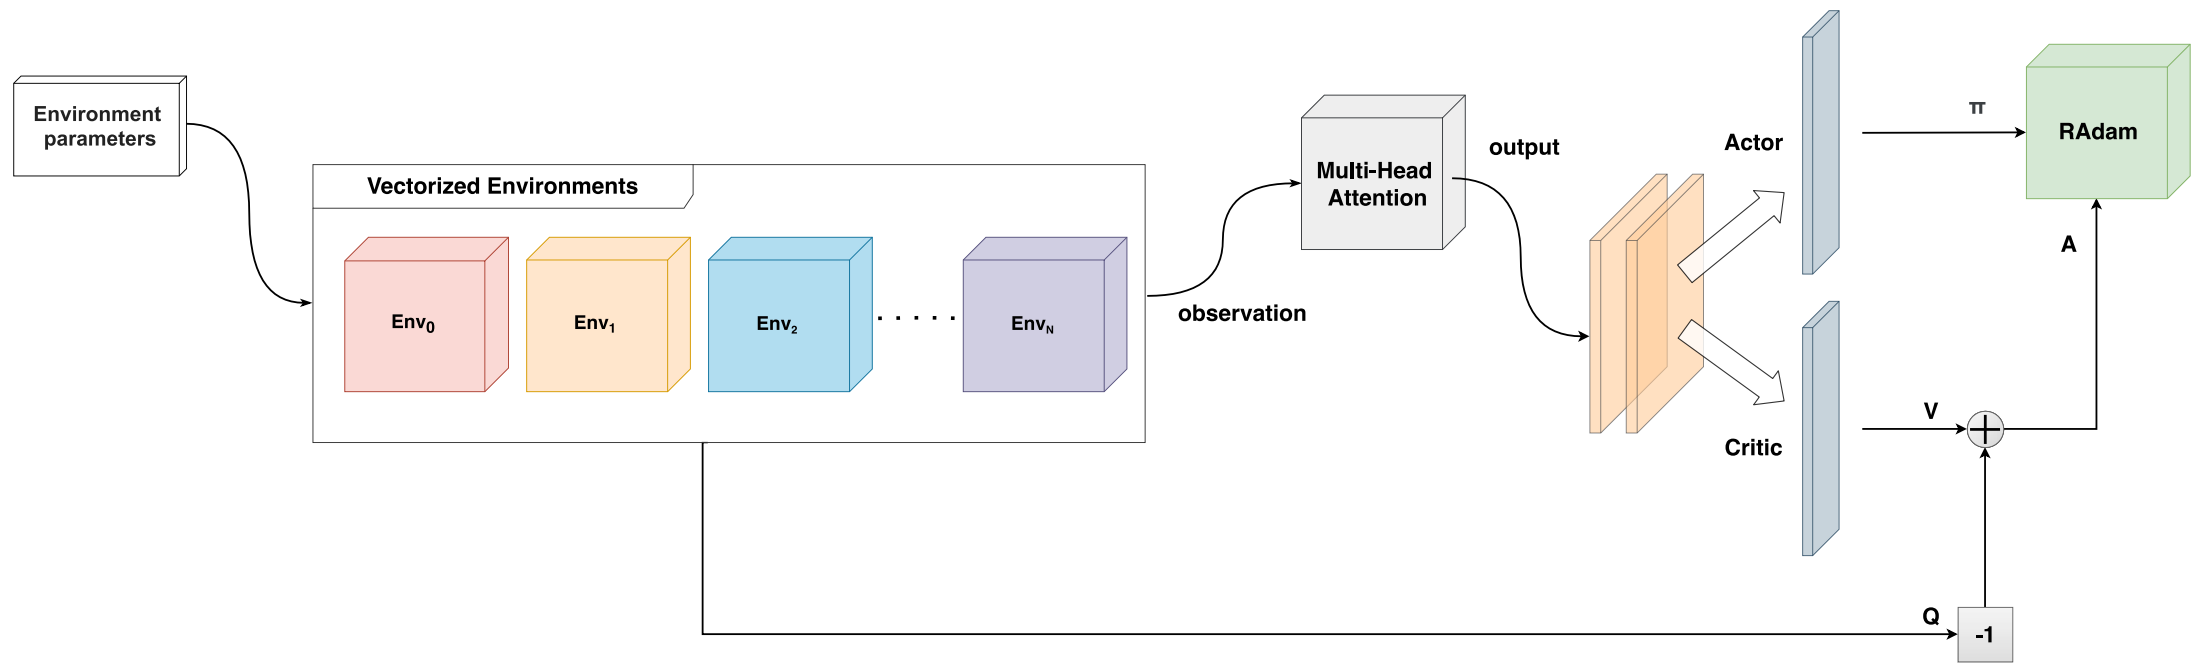 Environment
parameters
Vectorized Environments
Env0
Env1
Env2
. . . . .
EnvN
observation
Multi-Head
Attention
output
Actor
Critic
π
RAdam
A
V
Q
-1